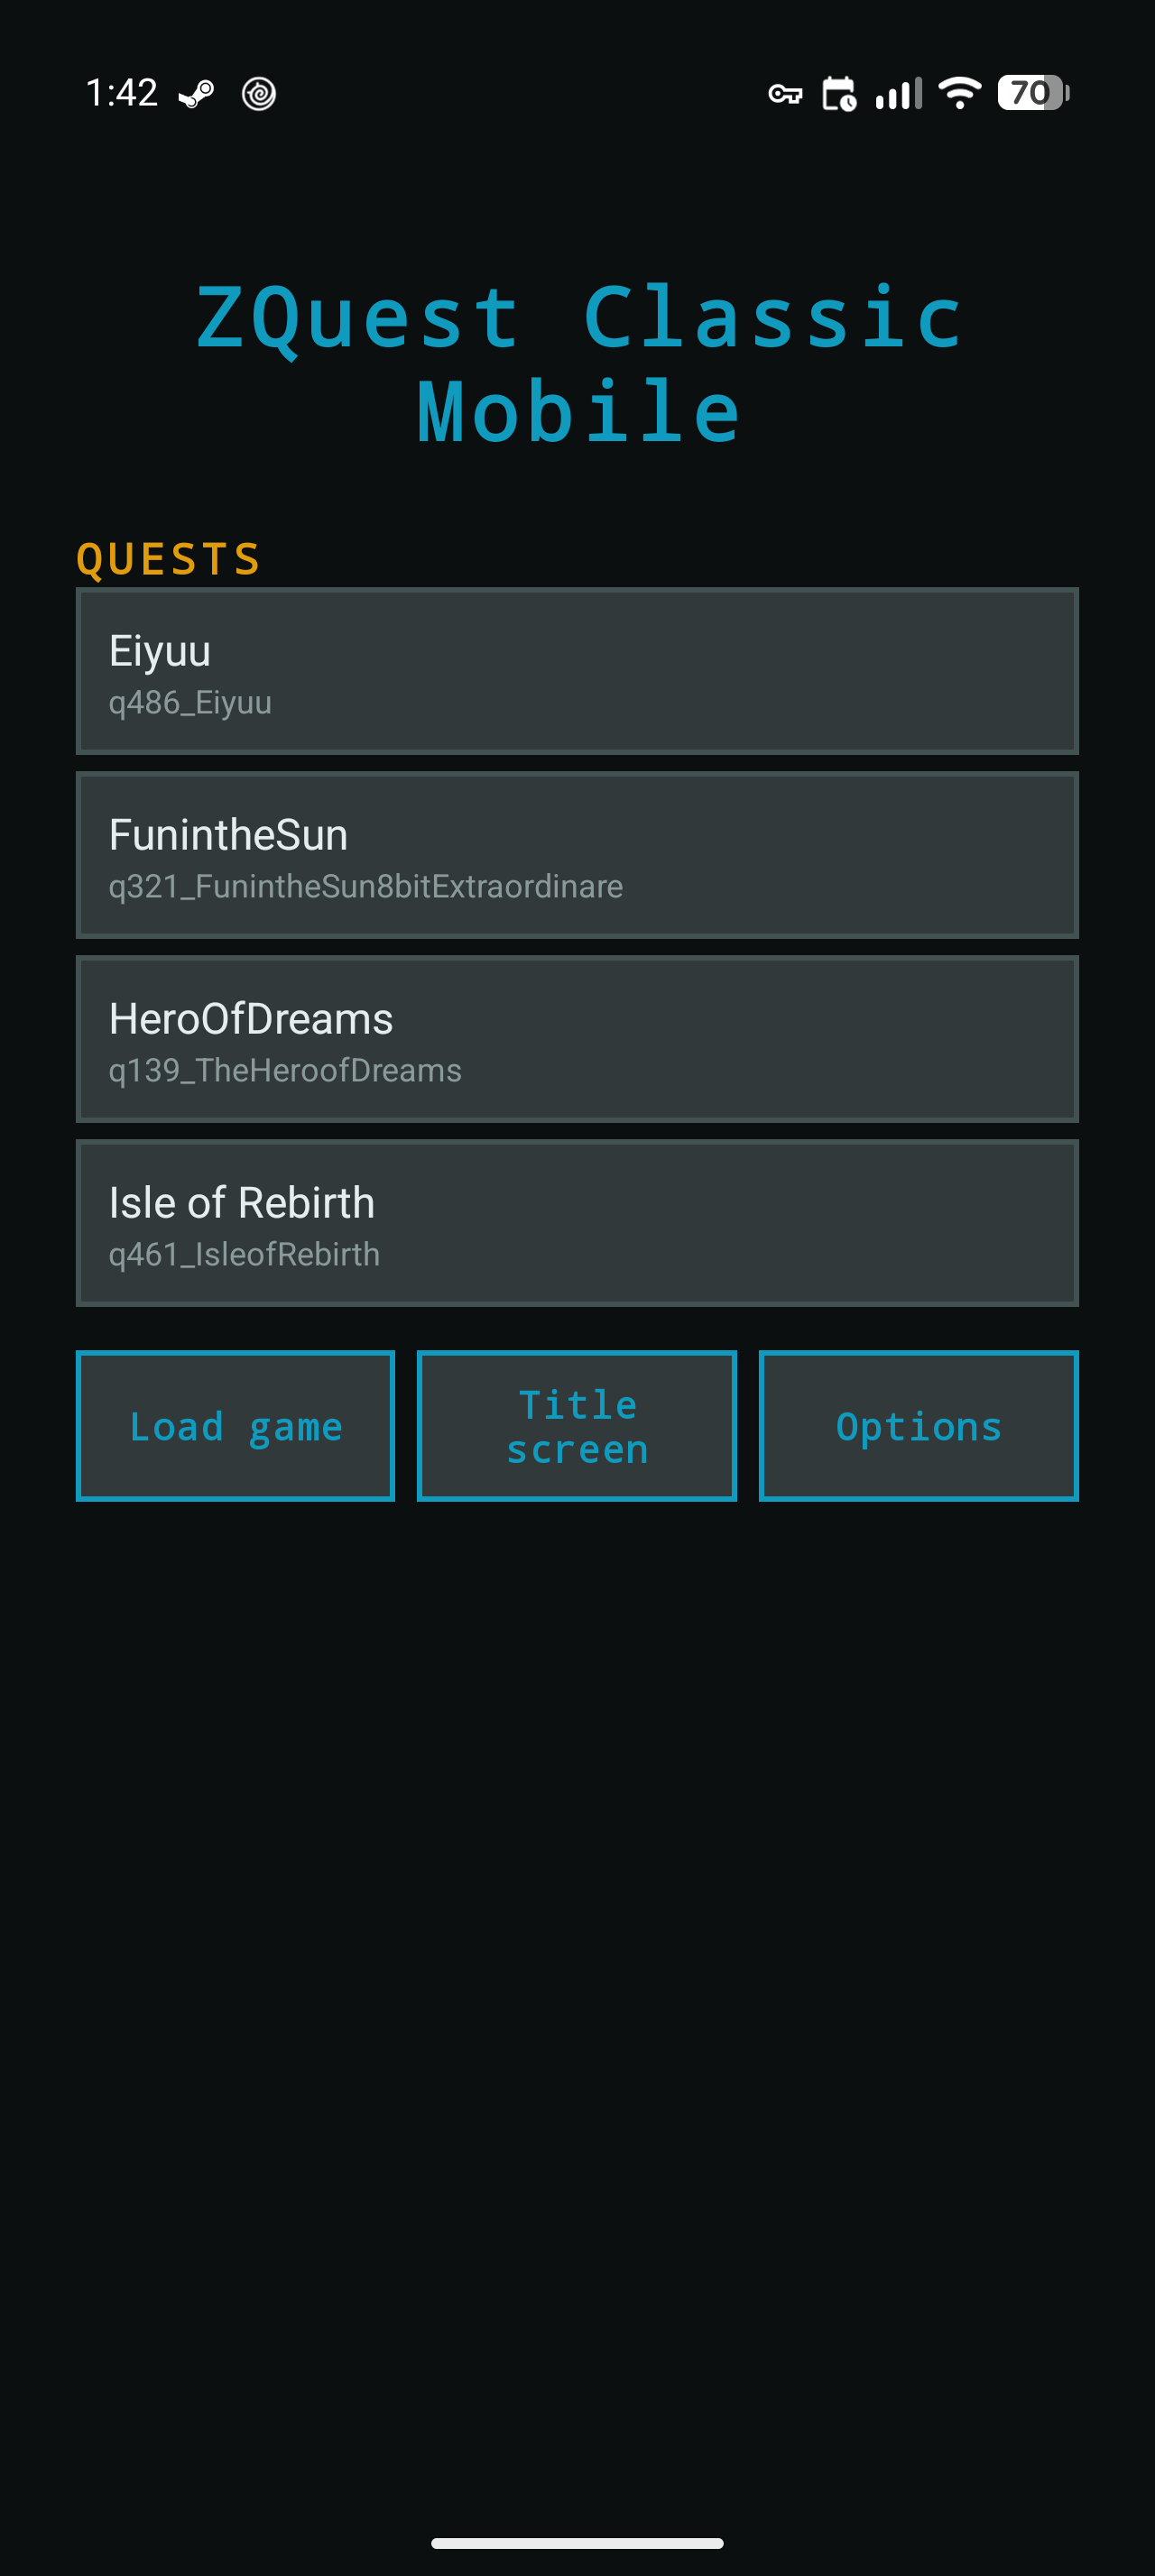 1:42
70
ZQuest Classic
Mobile
QUESTS
Eiyuu
q486_Eiyuu
FunintheSun
q321_FunintheSun8bitExtraordinare
HeroOfDreams
q139_TheHeroofDreams
Isle of Rebirth
q461_IsleofRebirth
Load game
Title
screen
Options